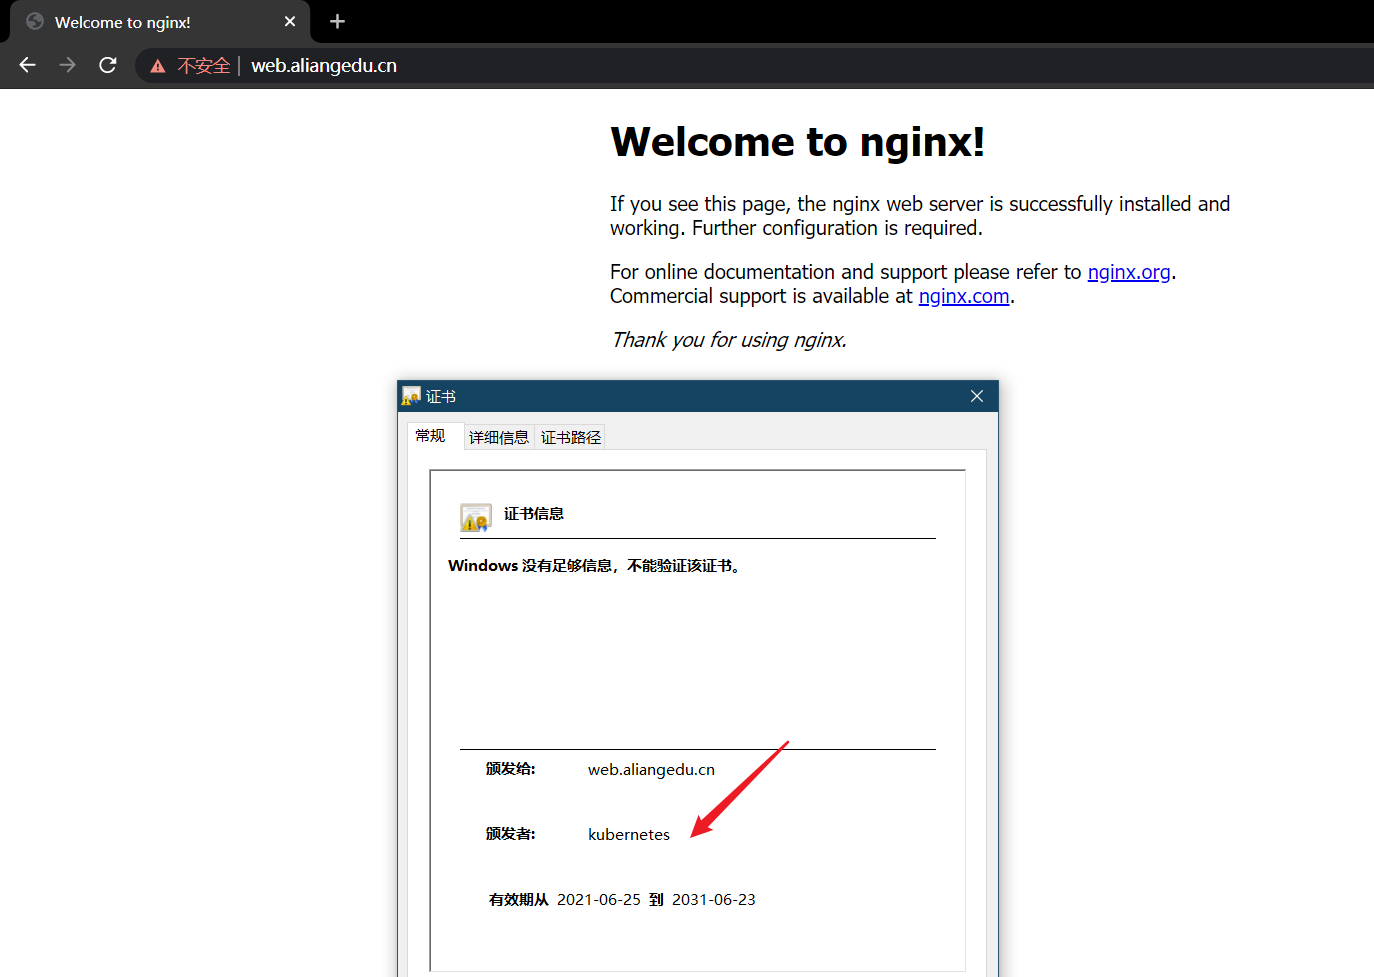 Welcome to nginx!
不安全 | web.aliangedu.cn
Welcome to nginx!
If you see this page, the nginx web server is successfully installed and
working. Further configuration is required.
For online documentation and support please refer to nginx.org.
Commercial support is available at nginx.com.
Thank you for using nginx.
证书
常规 详细信息 证书路径
证书信息
Windows 没有足够信息，不能验证该证书。
颁发给: web.aliangedu.cn
颁发者: kubernetes
有效期从 2021-06-25 到 2031-06-23